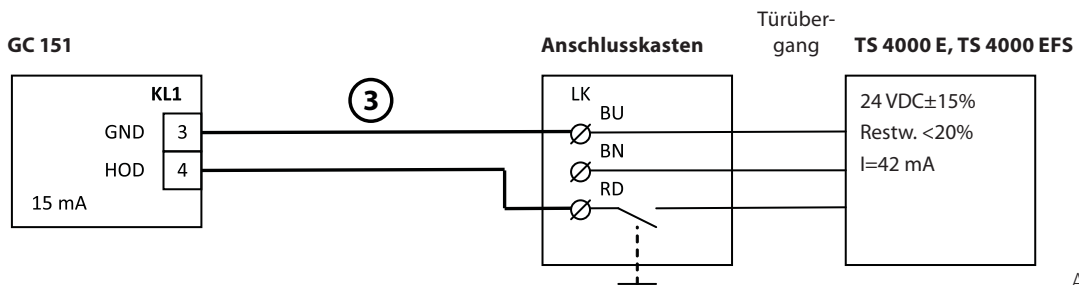 Türüber-
gang
GC 151
Anschlusskasten
TS 4000 E, TS 4000 EFS
KL1
GND 3
HOD 4
15 mA
3
LK
BU
BN
RD
24 VDC±15%
Restw. <20%
I=42 mA
A